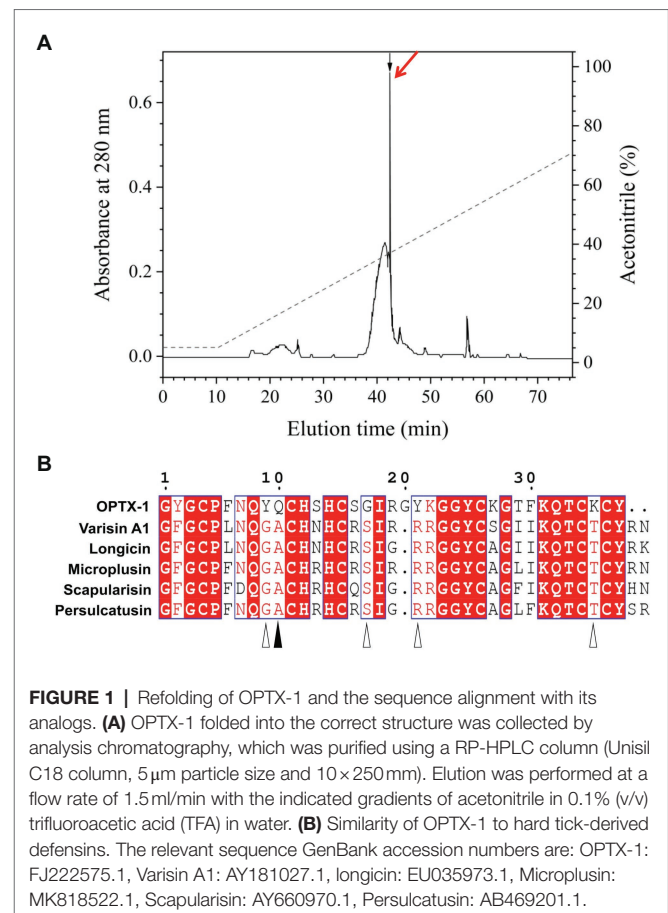 A
Absorbance at 280 nm
0.6
0.4
0.2
0.0
100
80
60
40
20
0
Acetonitrile (%)
0 10 20 30 40 50 60 70
Elution time (min)
B
1 10 20 30
OPTX-1 GYGCPFNQYQCHSHCSGIRGYKGGYCKGTFKQTCKCY..
Varisin A1 GFGCPLNQGACHNHCRSIR.RRGGYCSGIIKQTCTCYRN
Longicin GFGCPLNQGACHNHCRSIR.RRGGYCAGIIKQTCTCYRK
Microplusin GFGCPFNQGACHRHCRSIR.RRGGYCAGLIKQTCTCYRN
Scapularisin GFGCPFDQGACHRHCQSIG.RRGGYCAGFIKQTCTCYHN
Persulcatusin GFGCPFNQGACHRHCRSIG.RRGGYCAGLFKQTCTCYSR
FIGURE 1 | Refolding of OPTX-1 and the sequence alignment with its
analogs. (A) OPTX-1 folded into the correct structure was collected by
analysis chromatography, which was purified using a RP-HPLC column (Unisil
C18 column, 5 μm particle size and 10 × 250 mm). Elution was performed at a
flow rate of 1.5 ml/min with the indicated gradients of acetonitrile in 0.1% (v/v)
trifluoroacetic acid (TFA) in water. (B) Similarity of OPTX-1 to hard tick-derived
defensins. The relevant sequence GenBank accession numbers are: OPTX-1:
FJ222575.1, Varisin A1: AY181027.1, longicin: EU035973.1, Microplusin:
MK818522.1, Scapularisin: AY660970.1, Persulcatusin: AB469201.1.